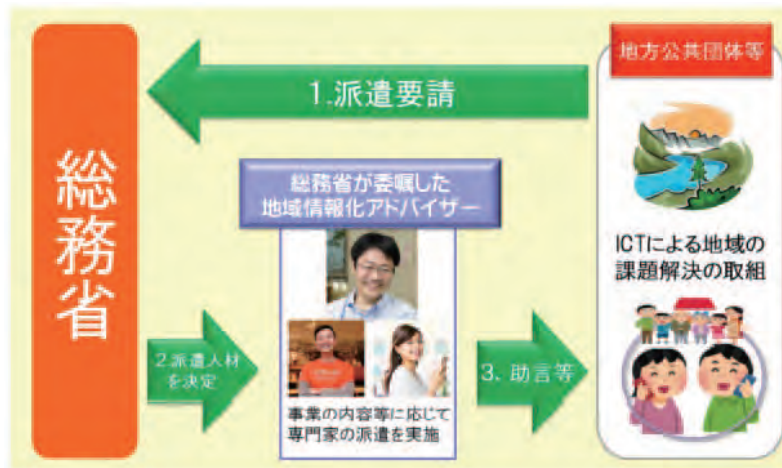 総務省
1.派遣要請
地方公共団体等
総務省が委嘱した
地域情報化アドバイザー
ICTによる地域の
課題解決の取組
2.派遣人材
を決定
3、助言等
事業の内容等に応じて
専門家の派遣を実施